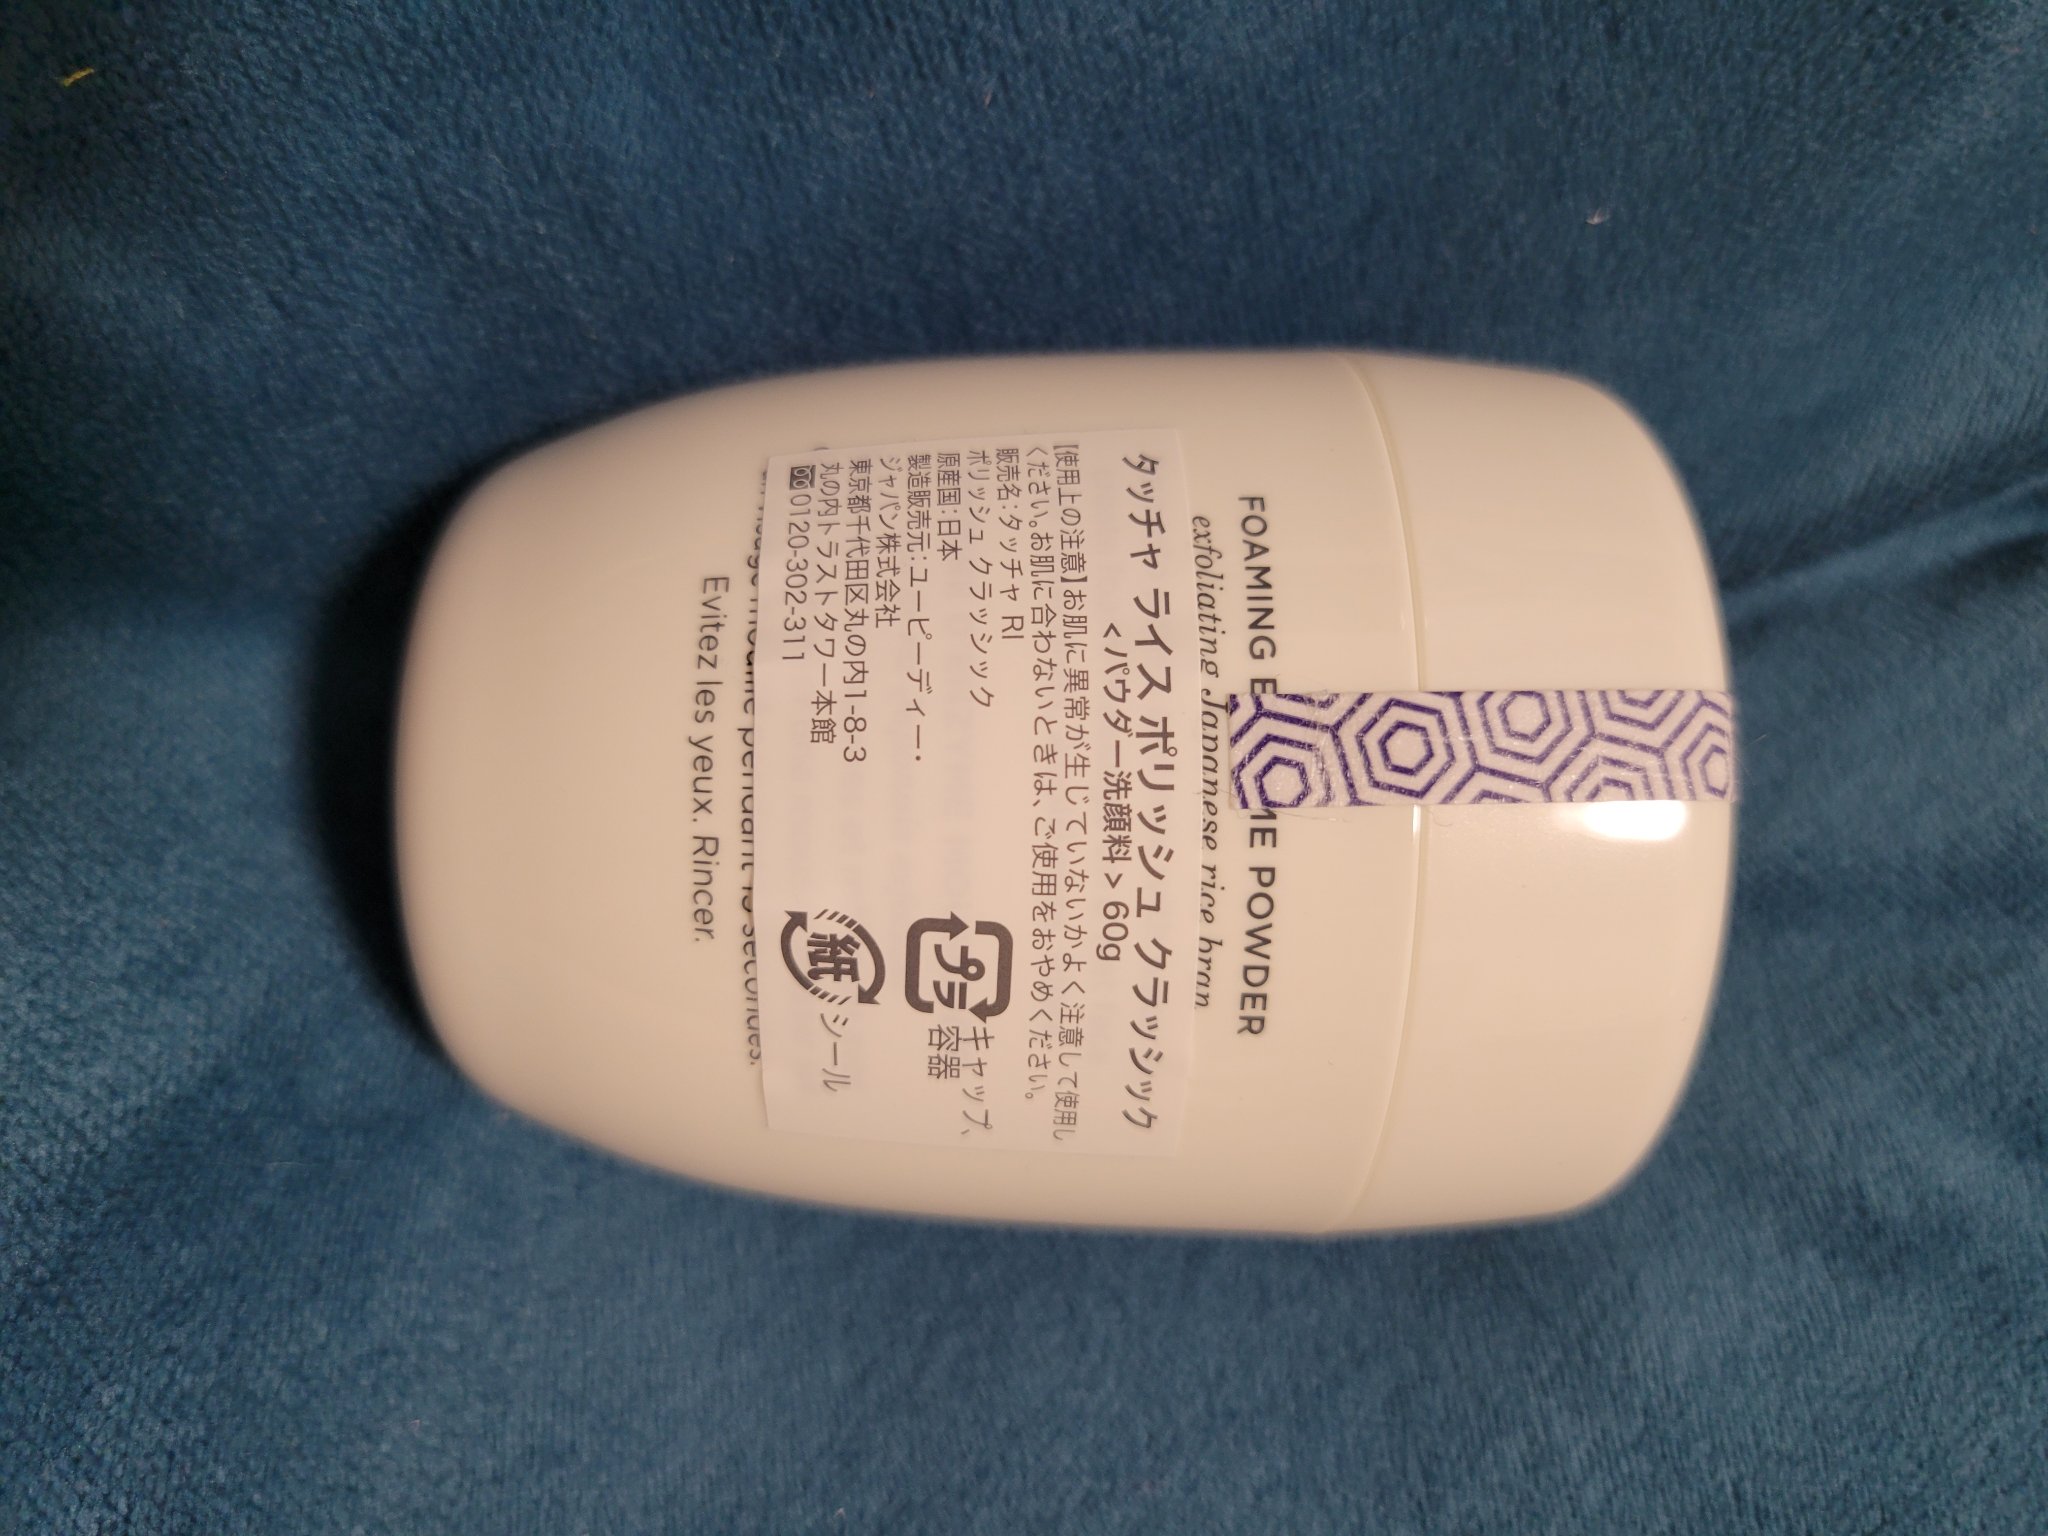 FOAMING E ME POWDER
exfoliating Japanese rice bran
タッチャ ライス ポリッシュ クラッシック
<パウダー洗顔料> 60g
【使用上の注意】お肌に異常が生じていないかよく注意して使用し
ください。お肌に合わないときは、ご使用をおやめください。
販売名:タッチャ RI
ポリッシュ クラッシック
原産国:日本
製造販売元:ユーピーディー・
ジャパン株式会社
東京都千代田区丸の内1-8-3
丸の内トラストタワー本館
0120-302-311
プラ キャップ、
容器
紙 シール
pendant 15 secondes.
Evitez les yeux. Rincer.